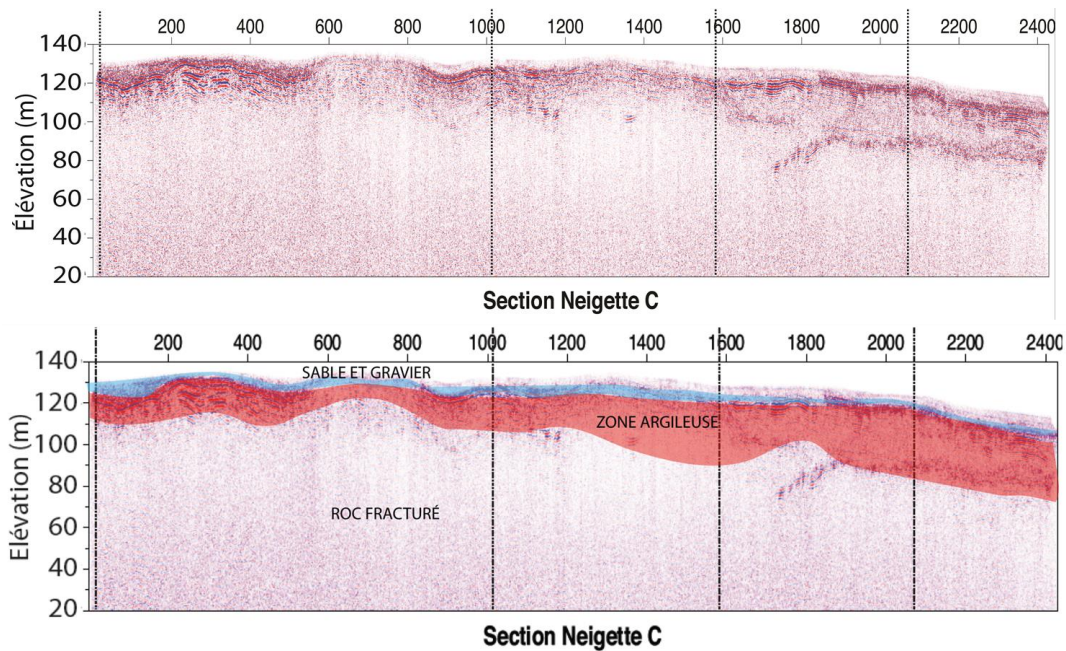 200 400 600 800 1000 1200 1400 1600 1800 2000 2200 2400
140
120
100
80
60
40
20
Élévation (m)
Section Neigette C
200 400 600 800 1000 1200 1400 1600 1800 2000 2200 2400
140
120
100
80
60
40
20
Elévation (m)
SABLE ET GRAVIER
ZONE ARGILEUSE
ROC FRACTURÉ
Section Neigette C